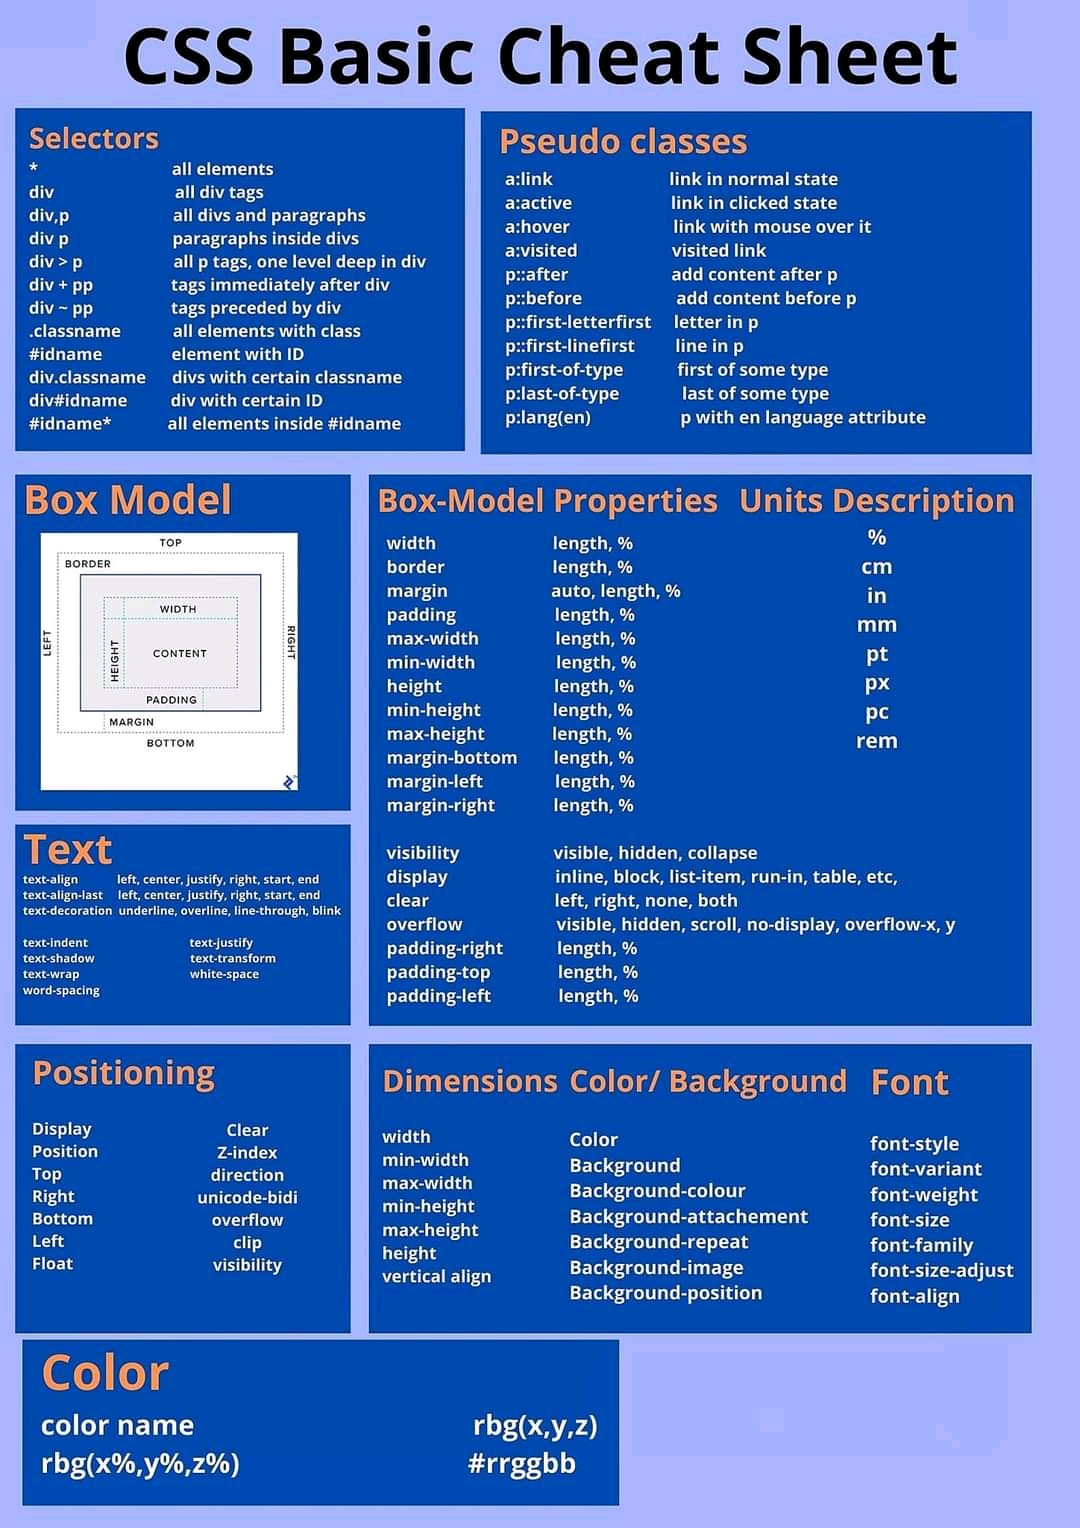 CSS Basic Cheat Sheet
Selectors
* all elements
div all div tags
div,p all divs and paragraphs
div p paragraphs inside divs
div > p all p tags, one level deep in div
div + pp tags immediately after div
div ~ pp tags preceded by div
.classname all elements with class
#idname element with ID
div.classname divs with certain classname
div#idname div with certain ID
#idname* all elements inside #idname
Pseudo classes
a:link link in normal state
a:active link in clicked state
a:hover link with mouse over it
a:visited visited link
p::after add content after p
p::before add content before p
p::first-letterfirst letter in p
p::first-linefirst line in p
p:first-of-type first of some type
p:last-of-type last of some type
p:lang(en) p with en language attribute
Box Model
TOP
BORDER
WIDTH
LEFT
HEIGHT
CONTENT
RIGHT
PADDING
MARGIN
BOTTOM
Box-Model Properties
width length, %
border length, %
margin auto, length, %
padding length, %
max-width length, %
min-width length, %
height length, %
min-height length, %
max-height length, %
margin-bottom length, %
margin-left length, %
margin-right length, %
visibility visible, hidden, collapse
display inline, block, list-item, run-in, table, etc,
clear left, right, none, both
overflow visible, hidden, scroll, no-display, overflow-x, y
padding-right length, %
padding-top length, %
padding-left length, %
Units Description
%
cm
in
mm
pt
px
pc
rem
Text
text-align left, center, justify, right, start, end
text-align-last left, center, justify, right, start, end
text-decoration underline, overline, line-through, blink
text-indent text-justify
text-shadow text-transform
text-wrap white-space
word-spacing
Positioning
Display Clear
Position Z-index
Top direction
Right unicode-bidi
Bottom overflow
Left clip
Float visibility
Dimensions
width
min-width
max-width
min-height
max-height
height
vertical align
Color/ Background
Color
Background
Background-colour
Background-attachement
Background-repeat
Background-image
Background-position
Font
font-style
font-variant
font-weight
font-size
font-family
font-size-adjust
font-align
Color
color name rbg(x,y,z)
rbg(x%,y%,z%) #rrggbb